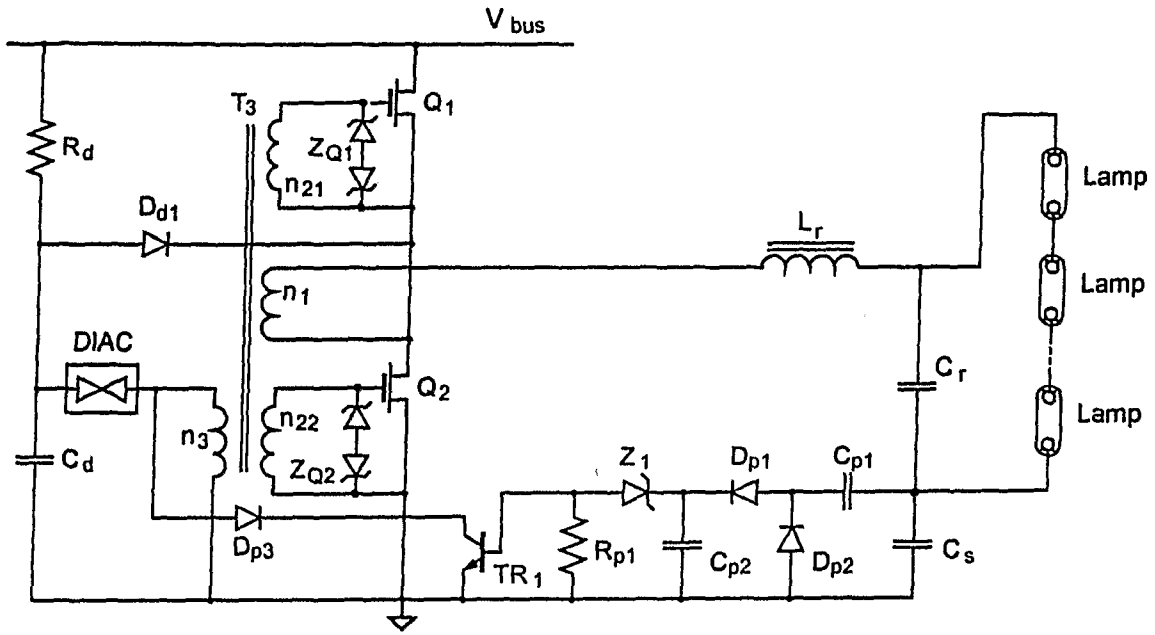 V bus
T3
Q1
Rd
ZQ1
n21
Lamp
Dd1
Lr
n1
Lamp
DIAC
Cr
Q2
n22
n3
Lamp
Cd
ZQ2
Z1
Dp1
Cp1
Dp3
TR1
Rp1
Cp2
Dp2
Cs